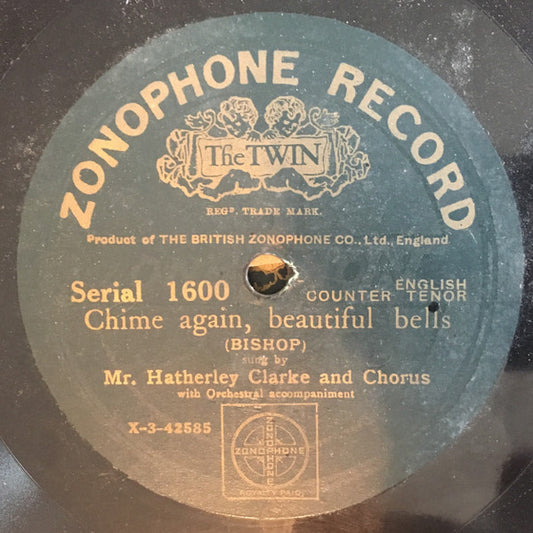 ZONOPHONE RECORD
The TWIN
REGD. TRADE MARK.
Product of THE BRITISH ZONOPHONE CO., Ltd., England
Serial 1600
ENGLISH
COUNTER TENOR
Chime again, beautiful bells
(BISHOP)
sung by
Mr. Hatherley Clarke and Chorus
with Orchestral accompaniment
X-3-42585
ZONOPHONE
ZONOPHONE
ROYALTY PAID